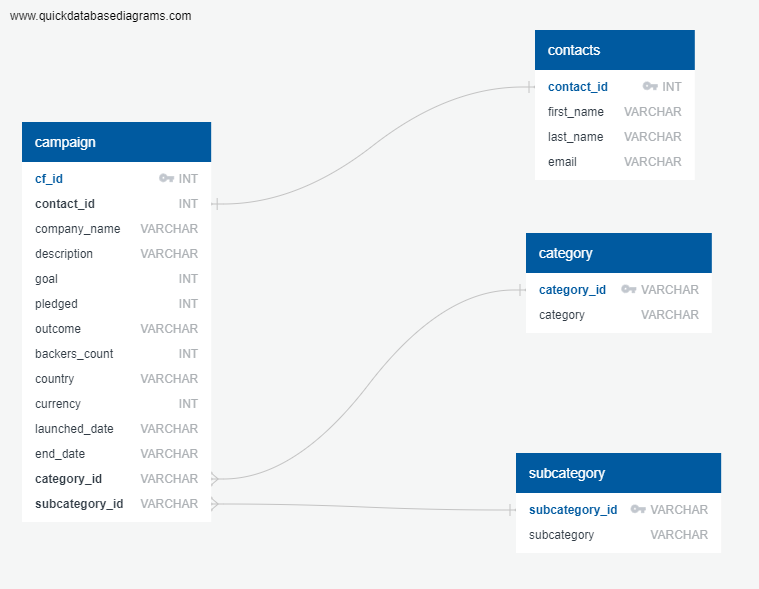 www.quickdatabasediagrams.com
campaign
cf_id INT
contact_id INT
company_name VARCHAR
description VARCHAR
goal INT
pledged INT
outcome VARCHAR
backers_count INT
country VARCHAR
currency INT
launched_date VARCHAR
end_date VARCHAR
category_id VARCHAR
subcategory_id VARCHAR
contacts
contact_id INT
first_name VARCHAR
last_name VARCHAR
email VARCHAR
category
category_id VARCHAR
category VARCHAR
subcategory
subcategory_id VARCHAR
subcategory VARCHAR